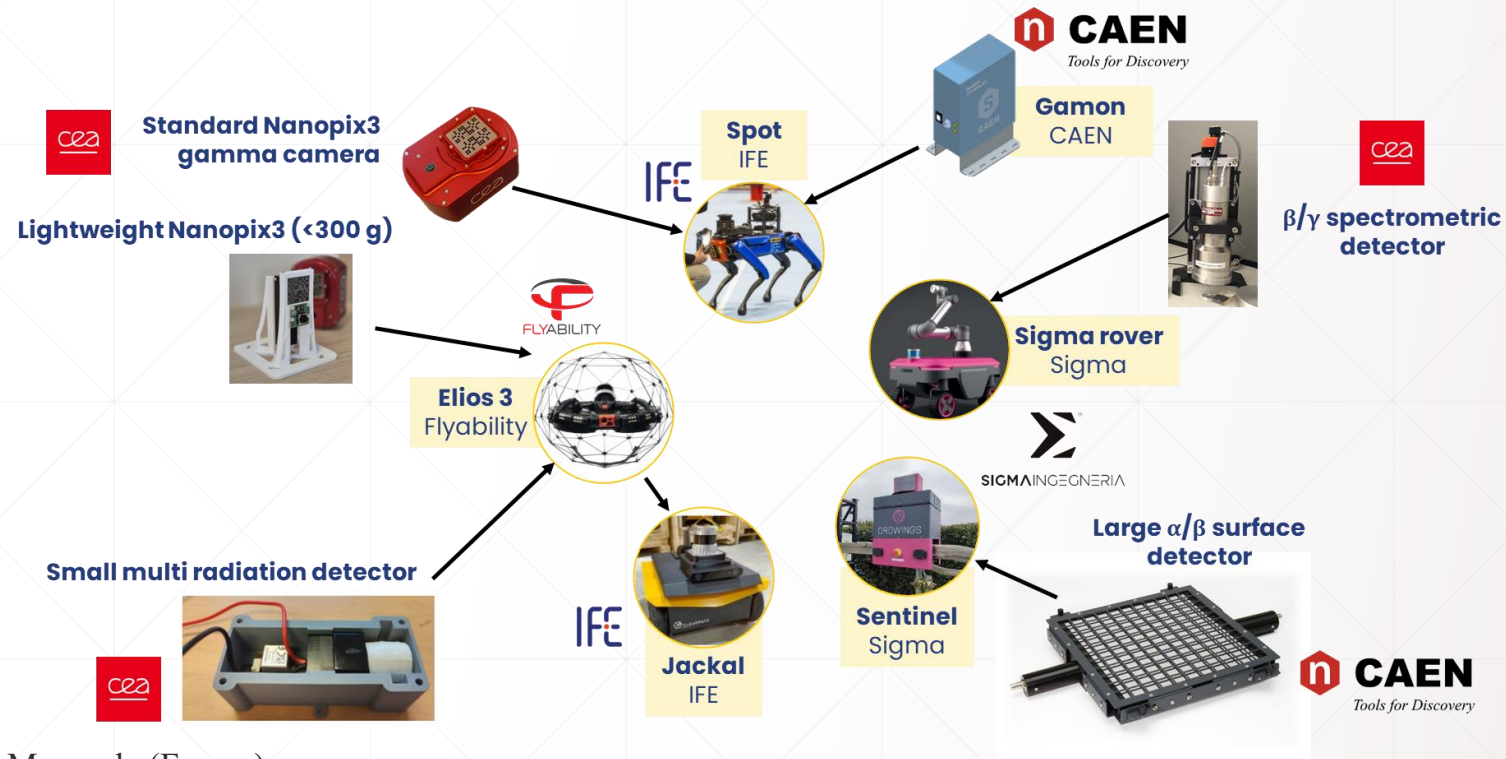 n CAEN
Tools for Discovery
cea
Standard Nanopix3
gamma camera
Spot
IFE
IFE
Gamon
CAEN
S
CAEN
cea
β/γ spectrometric
detector
Lightweight Nanopix3 (<300 g)
FLYABILITY
Sigma rover
Sigma
Elios 3
Flyability
SIGMAINGEGNERIA
Large α/β surface
detector
Small multi radiation detector
CROWINGS
Sentinel
Sigma
IFE
Jackal
IFE
cea
n CAEN
Tools for Discovery